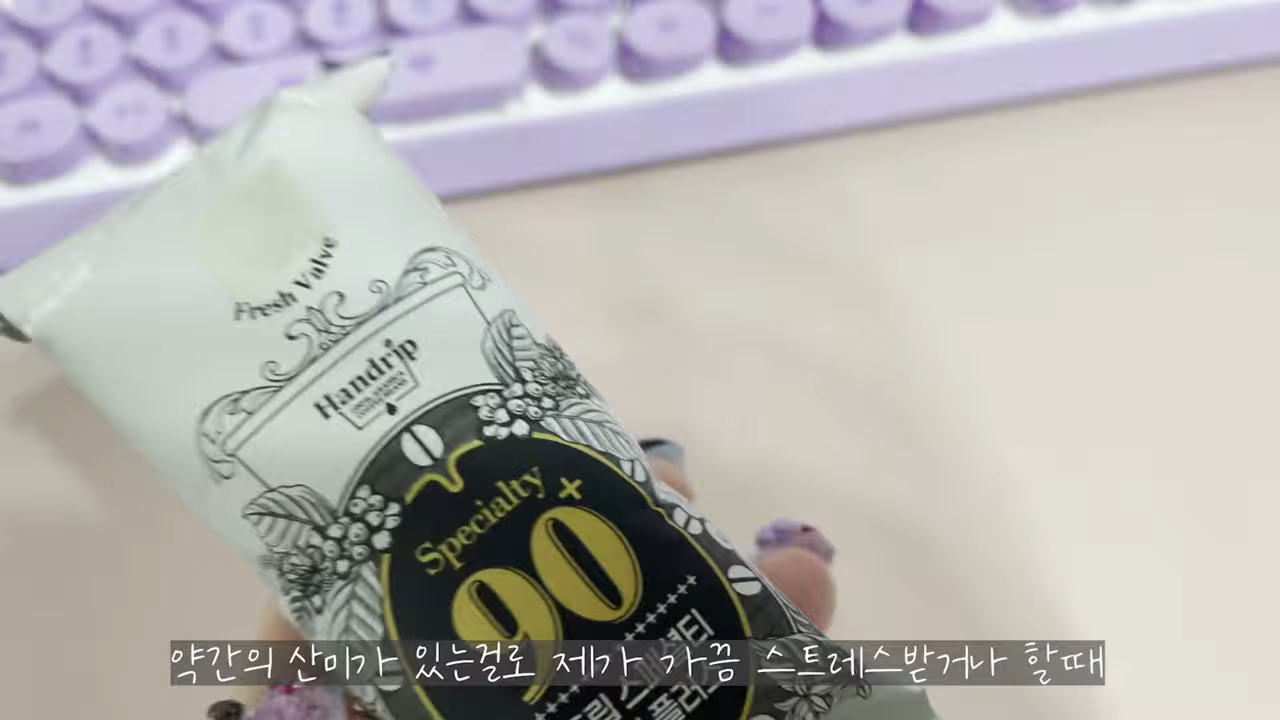 Fresh Valve
Handrip
Specialty
90+
약간의 산미가 있는걸로 제가 가끔 스트레스받거나 할때